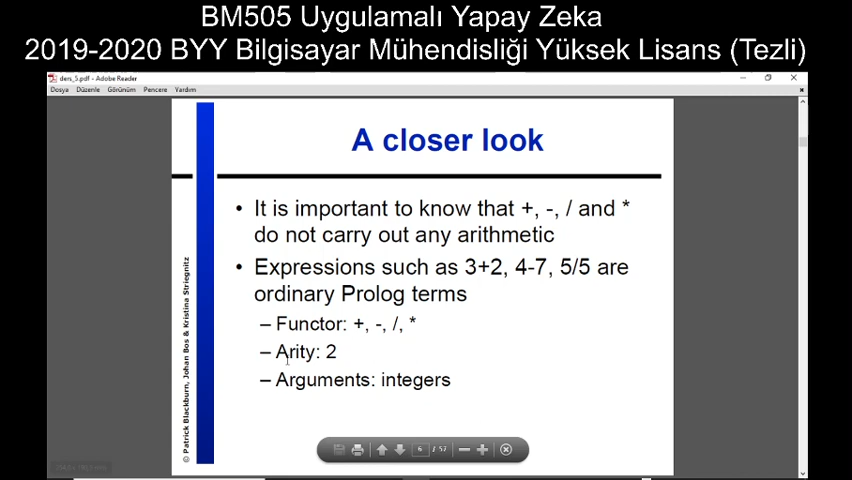 BM505 Uygulamalı Yapay Zeka
2019-2020 BYY Bilgisayar Mühendisliği Yüksek Lisans (Tezli)
ders_5.pdf - Adobe Reader
Dosya Düzenle Görünüm Pencere Yardım
A closer look
• It is important to know that +, -, / and *
do not carry out any arithmetic
• Expressions such as 3+2, 4-7, 5/5 are
ordinary Prolog terms
– Functor: +, -, /, *
– Arity: 2
– Arguments: integers
© Patrick Blackburn, Johan Bos & Kristina Striegnitz
6 / 57